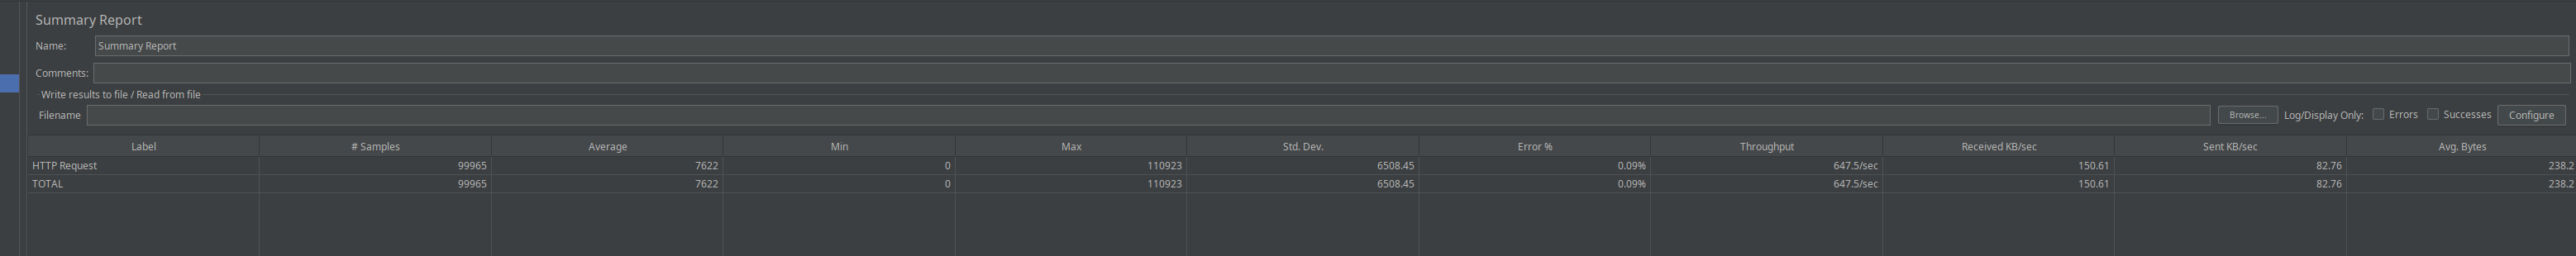 Summary Report
Name: Summary Report
Comments:
Write results to file / Read from file
Filename Browse... Log/Display Only: Errors Successes Configure
Label # Samples Average Min Max Std. Dev. Error % Throughput Received KB/sec Sent KB/sec Avg. Bytes
HTTP Request 99965 7622 0 110923 6508.45 0.09% 647.5/sec 150.61 82.76 238.2
TOTAL 99965 7622 0 110923 6508.45 0.09% 647.5/sec 150.61 82.76 238.2